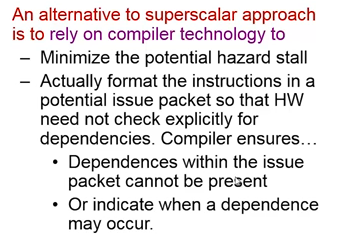 An alternative to superscalar approach
is to rely on compiler technology to
– Minimize the potential hazard stall
– Actually format the instructions in a
potential issue packet so that HW
need not check explicitly for
dependencies. Compiler ensures…
• Dependences within the issue
packet cannot be present
• Or indicate when a dependence
may occur.